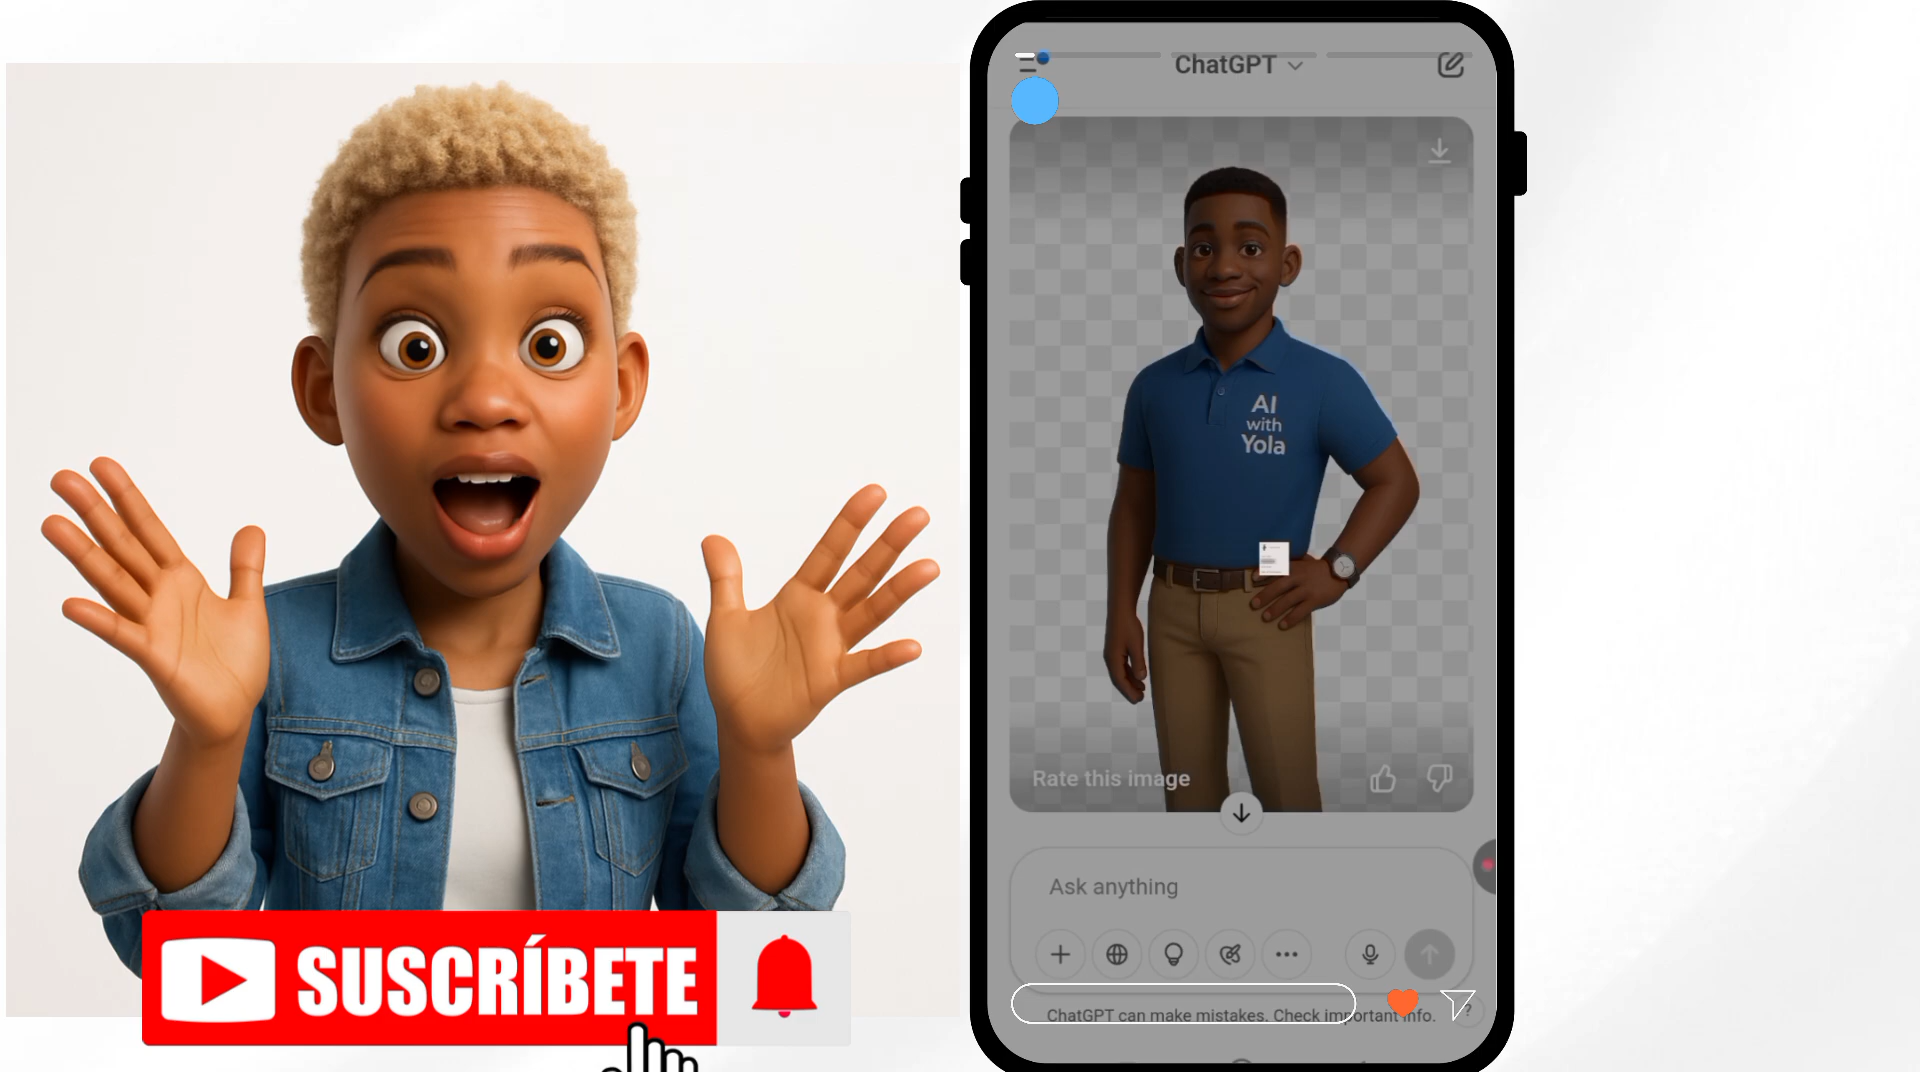 ChatGPT
AI
with
Yola
Rate this image
Ask anything
SUSCRÍBETE
ChatGPT can make mistakes. Check important info.
?